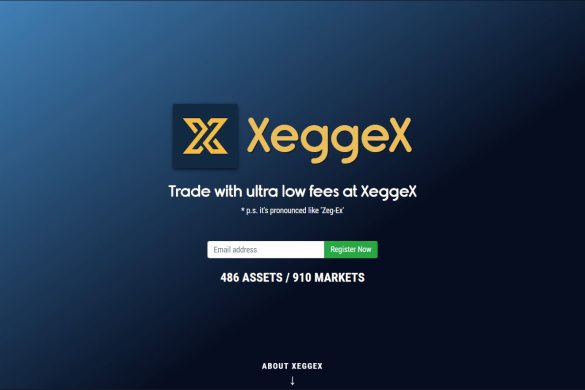 XeggeX
Trade with ultra low fees at XeggeX
* p.s. it's pronounced like 'Zeg-Ex'
Email address Register Now
486 ASSETS / 910 MARKETS
ABOUT XEGGEX
↓